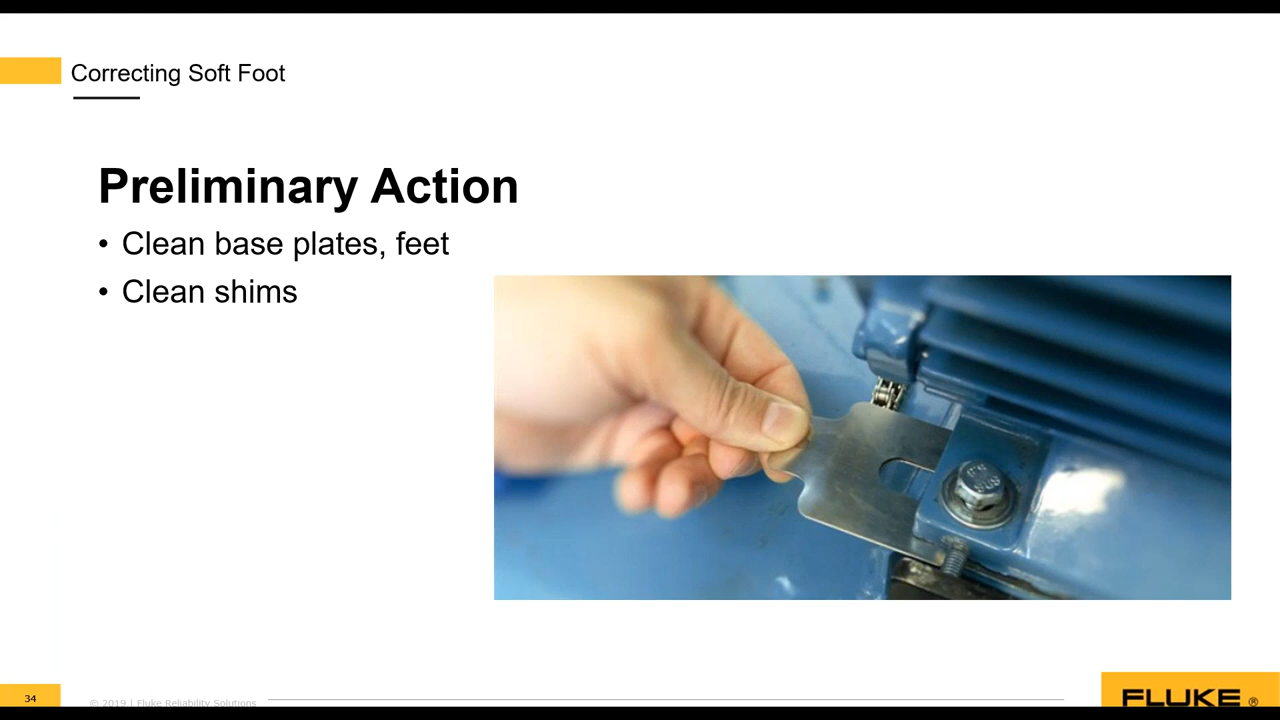 Correcting Soft Foot
Preliminary Action
• Clean base plates, feet
• Clean shims
34
© 2019 | Fluke Reliability Solutions
FLUKE ®